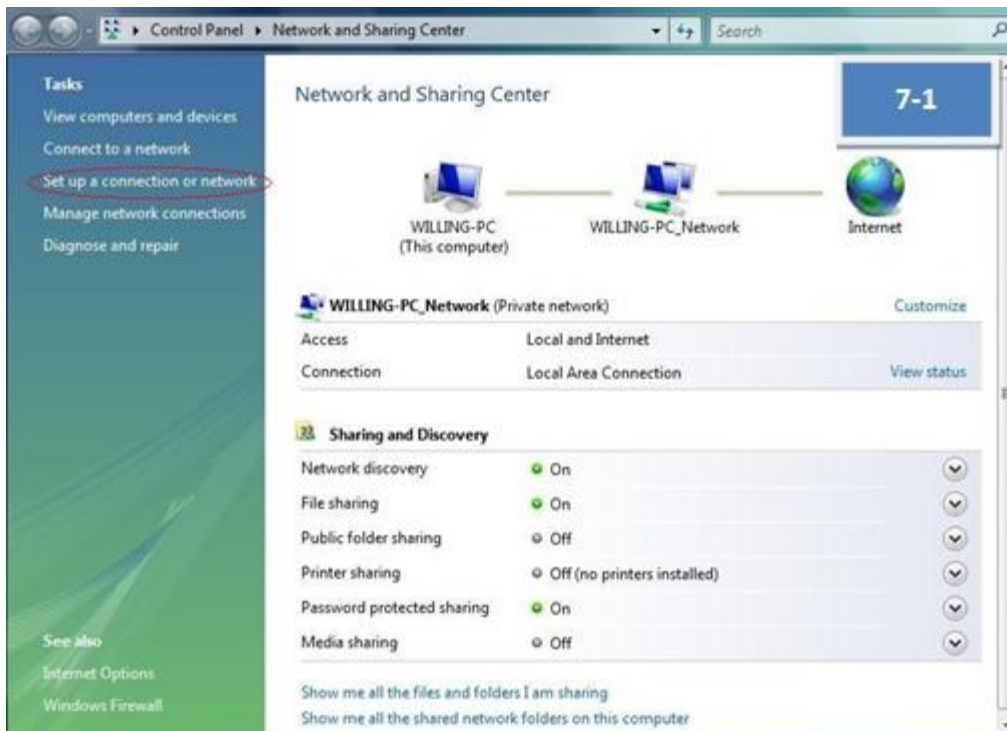 Control Panel Network and Sharing Center Search
Tasks
View computers and devices
Connect to a network
Set up a connection or network
Manage network connections
Diagnose and repair
See also
Internet Options
Windows Firewall
Network and Sharing Center
7-1
WILLING-PC
(This computer)
WILLING-PC_Network
Internet
WILLING-PC_Network (Private network) Customize
Access Local and Internet
Connection Local Area Connection View status
Sharing and Discovery
Network discovery On
File sharing On
Public folder sharing Off
Printer sharing Off (no printers installed)
Password protected sharing On
Media sharing Off
Show me all the files and folders I am sharing
Show me all the shared network folders on this computer